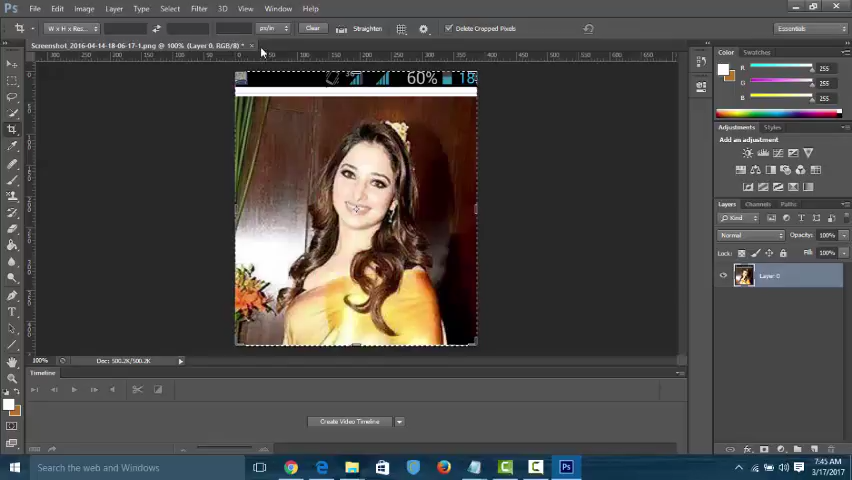 Ps File Edit Image Layer Type Select Filter 3D View Window Help
W x H x Res... px/in Clear Straighten Delete Cropped Pixels Essentials
Screenshot_2016-04-14-18-06-17-1.png @ 100% (Layer 0, RGB/8) * ×
60% 18
Color Swatches
R 255
G 255
B 255
Adjustments Styles
Add an adjustment
Layers Channels Paths
Kind
Normal Opacity: 100%
Lock: Fill: 100%
Layer 0
100% Doc: 500.2K/500.2K
Timeline
Create Video Timeline
Search the web and Windows
Ps
7:45 AM
3/17/2017